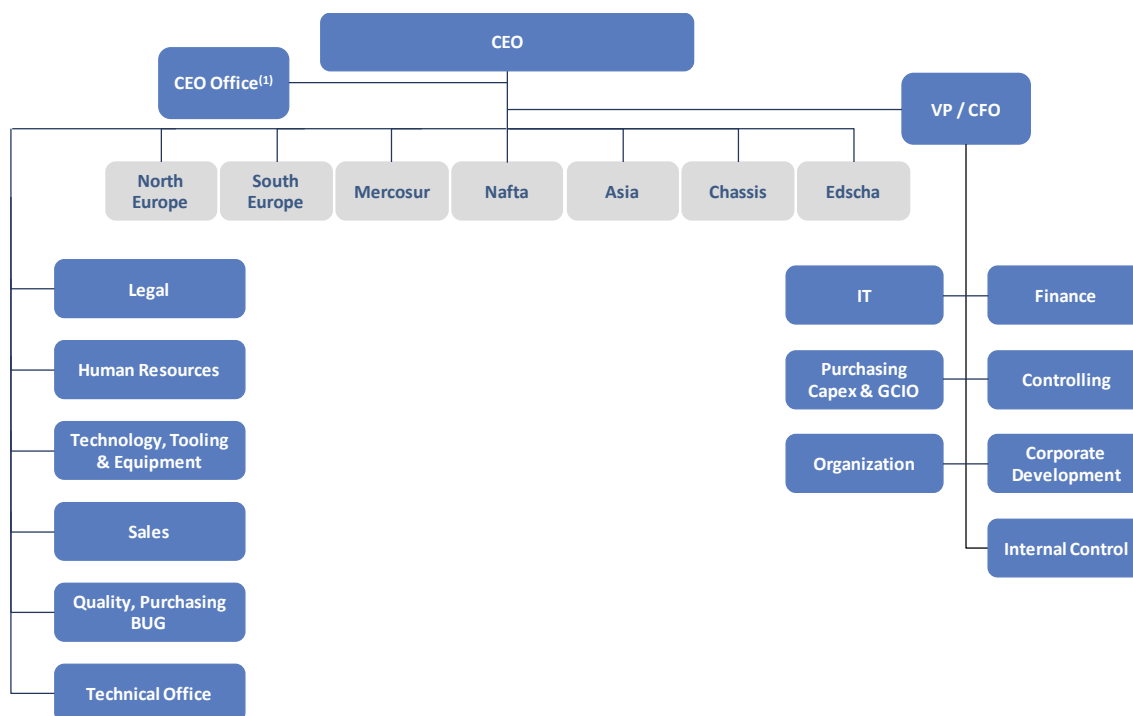 CEO
CEO Office(1)
VP / CFO
North
Europe
South
Europe
Mercosur
Nafta
Asia
Chassis
Edscha
Legal
Human Resources
Technology, Tooling
& Equipment
Sales
Quality, Purchasing
BUG
Technical Office
IT
Finance
Purchasing
Capex & GCIO
Controlling
Organization
Corporate
Development
Internal Control